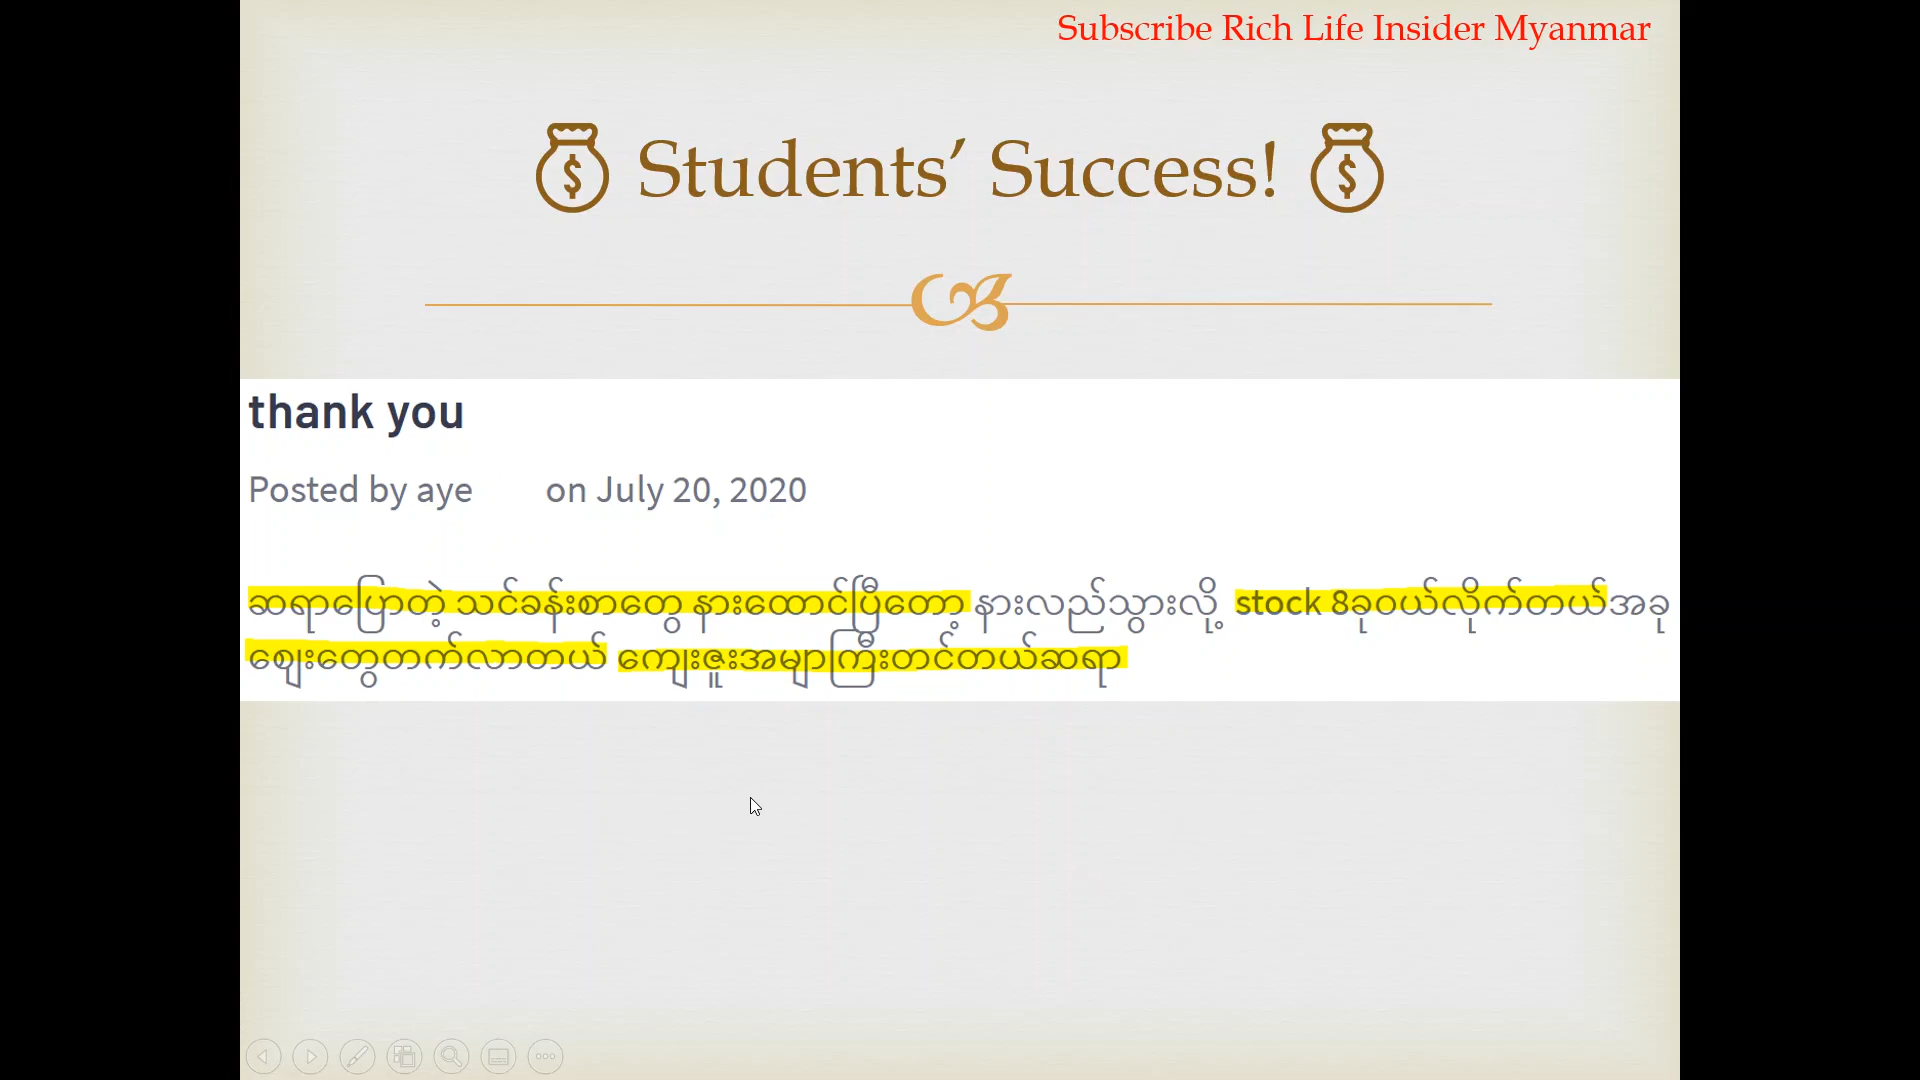 Subscribe Rich Life Insider Myanmar
Students’ Success!
thank you
Posted by aye on July 20, 2020
ဆရာပြောတဲ့ သင်ခန်းစာတွေ နားထောင်ပြီတော့ နားလည်သွားလို့ stock 8ခုဝယ်လိုက်တယ်အခု
ဈေးတွေတက်လာတယ် ကျေးဇူးအများကြီးတင်တယ်ဆရာ